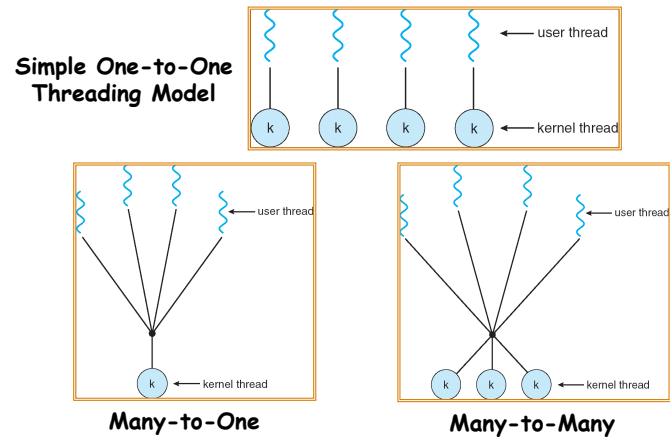 Simple One-to-One
Threading Model
user thread
k k k k
kernel thread
user thread
k
kernel thread
Many-to-One
user thread
k k k
kernel thread
Many-to-Many